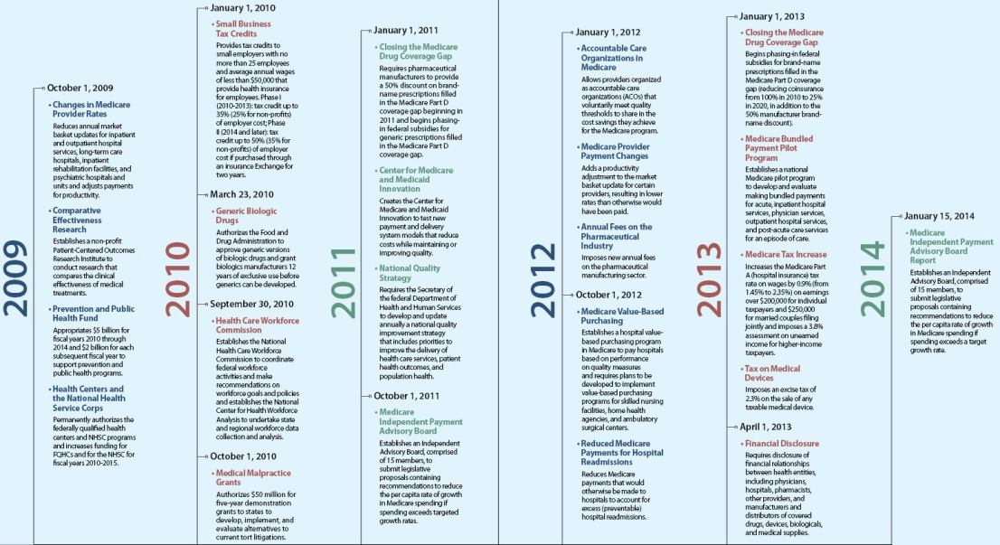 2009
October 1, 2009
• Changes in Medicare
Provider Rates
Reduces annual market
basket updates for inpatient
and outpatient hospital
services, long-term care
hospitals, inpatient
rehabilitation facilities, and
psychiatric hospitals and
units and adjusts payments
for productivity.
• Comparative
Effectiveness
Research
Establishes a non-profit
Patient-Centered Outcomes
Research Institute to
conduct research that
compares the clinical
effectiveness of medical
treatments.
• Prevention and Public
Health Fund
Appropriates $5 billion for
fiscal years 2010 through
2014 and $2 billion for each
subsequent fiscal year to
support prevention and
public health programs.
• Health Centers and
the National Health
Service Corps
Permanently authorizes the
federally qualified health
centers and NHSC programs
and increases funding for
FQHCs and for the NHSC for
fiscal years 2010-2015.
2010
January 1, 2010
• Small Business
Tax Credits
Provides tax credits to
small employers with no
more than 25 employees
and average annual wages
of less than $50,000 that
provide health insurance
for employees. Phase I
(2010-2013): tax credit up to
35% (25% for non-profits)
of employer cost; Phase
II (2014 and later): tax
credit up to 50% (35% for
non-profits) of employer
cost if purchased through
an insurance Exchange for
two years.
March 23, 2010
• Generic Biologic
Drugs
Authorizes the Food and
Drug Administration to
approve generic versions
of biologic drugs and grant
biologics manufacturers 12
years of exclusive use before
generics can be developed.
September 30, 2010
• Health Care Workforce
Commission
Establishes the National
Health Care Workforce
Commission to coordinate
federal workforce
activities and make
recommendations on
workforce goals and policies
and establishes the National
Center for Health Workforce
Analysis to undertake state
and regional workforce data
collection and analysis.
October 1, 2010
• Medical Malpractice
Grants
Authorizes $50 million for
five-year demonstration
grants to states to
develop, implement, and
evaluate alternatives to
current tort litigations.
2011
January 1, 2011
• Closing the Medicare
Drug Coverage Gap
Requires pharmaceutical
manufacturers to provide
a 50% discount on brand-
name prescriptions filled
in the Medicare Part D
coverage gap beginning in
2011 and begins phasing-
in federal subsidies for
generic prescriptions filled
in the Medicare Part D
coverage gap.
• Center for Medicare
and Medicaid
Innovation
Creates the Center for
Medicare and Medicaid
Innovation to test new
payment and delivery
system models that reduce
costs while maintaining or
improving quality.
• National Quality
Strategy
Requires the Secretary of
the federal Department of
Health and Human Services
to develop and update
annually a national quality
improvement strategy
that includes priorities to
improve the delivery of
health care services, patient
health outcomes, and
population health.
October 1, 2011
• Medicare
Independent Payment
Advisory Board
Establishes an Independent
Advisory Board, comprised
of 15 members, to
submit legislative
proposals containing
recommendations to reduce
the per capita rate of growth
in Medicare spending if
spending exceeds targeted
growth rates.
2012
January 1, 2012
• Accountable Care
Organizations in
Medicare
Allows providers organized
as accountable care
organizations (ACOs) that
voluntarily meet quality
thresholds to share in the
cost savings they achieve
for the Medicare program.
• Medicare Provider
Payment Changes
Adds a productivity
adjustment to the market
basket update for certain
providers, resulting in lower
rates than otherwise would
have been paid.
• Annual Fees on the
Pharmaceutical
Industry
Imposes new annual fees
on the pharmaceutical
manufacturing sector.
October 1, 2012
• Medicare Value-Based
Purchasing
Establishes a hospital value-
based purchasing program
in Medicare to pay hospitals
based on performance
on quality measures
and requires plans to be
developed to implement
value-based purchasing
programs for skilled nursing
facilities, home health
agencies, and ambulatory
surgical centers.
• Reduced Medicare
Payments for Hospital
Readmissions
Reduces Medicare
payments that would
otherwise be made to
hospitals to account for
excess (preventable)
hospital readmissions.
2013
January 1, 2013
• Closing the Medicare
Drug Coverage Gap
Begins phasing-in federal
subsidies for brand-name
prescriptions filled in the
Medicare Part D coverage
gap (reducing coinsurance
from 100% in 2010 to 25%
in 2020, in addition to the
50% manufacturer brand-
name discount).
• Medicare Bundled
Payment Pilot
Program
Establishes a national
Medicare pilot program
to develop and evaluate
making bundled payments
for acute, inpatient hospital
services, physician services,
outpatient hospital services,
and post-acute care services
for an episode of care.
• Medicare Tax Increase
Increases the Medicare Part
A (hospital insurance) tax
rate on wages by 0.9% (from
1.45% to 2.35%) on earnings
over $200,000 for individual
taxpayers and $250,000
for married couples filing
jointly and imposes a 3.8%
assessment on unearned
income for higher-income
taxpayers.
• Tax on Medical
Devices
Imposes an excise tax of
2.3% on the sale of any
taxable medical device.
April 1, 2013
• Financial Disclosure
Requires disclosure of
financial relationships
between health entities,
including physicians,
hospitals, pharmacists,
other providers, and
manufacturers and
distributors of covered
drugs, devices, biologicals,
and medical supplies.
2014
January 15, 2014
• Medicare
Independent Payment
Advisory Board
Report
Establishes an Independent
Advisory Board, comprised
of 15 members, to
submit legislative
proposals containing
recommendations to reduce
the per capita rate of growth
in Medicare spending if
spending exceeds a target
growth rate.